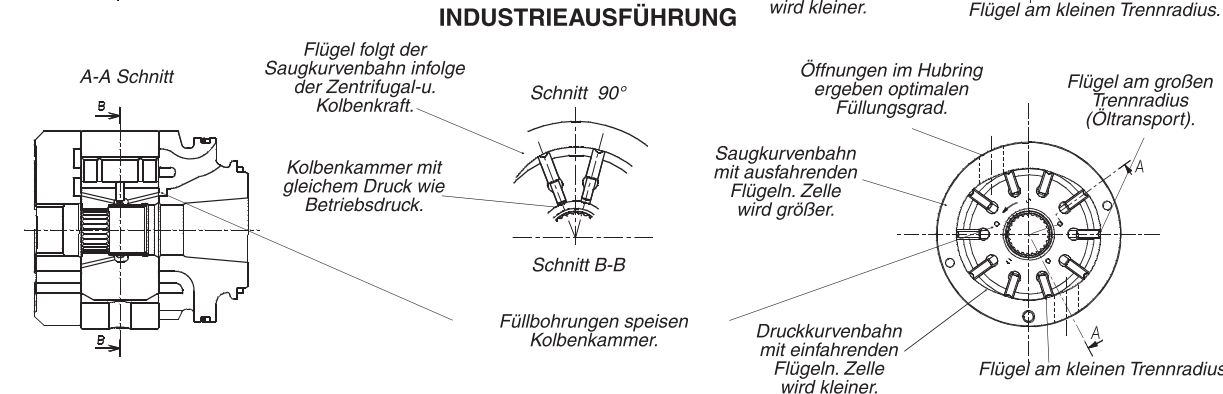 wird kleiner.
Flügel am kleinen Trennradius.
INDUSTRIEAUSFÜHRUNG
A-A Schnitt
B
B
Flügel folgt der
Saugkurvenbahn infolge
der Zentrifugal-u.
Kolbenkraft.
Kolbenkammer mit
gleichem Druck wie
Betriebsdruck.
Schnitt 90°
Schnitt B-B
Füllbohrungen speisen
Kolbenkammer.
Öffnungen im Hubring
ergeben optimalen
Füllungsgrad.
Flügel am großen
Trennradius
(Öltransport).
Saugkurvenbahn
mit ausfahrenden
Flügeln. Zelle
wird größer.
A
A
Druckkurvenbahn
mit einfahrenden
Flügeln. Zelle
wird kleiner.
Flügel am kleinen Trennradius